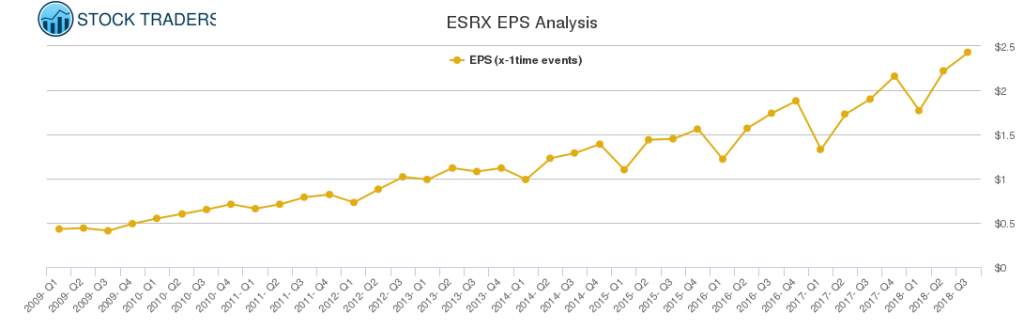 STOCK TRADERS
ESRX EPS Analysis
EPS (x-1time events)
$2.5
$2
$1.5
$1
$0.5
$0
2009-Q1
2009-Q2
2009-Q3
2009-Q4
2010-Q1
2010-Q2
2010-Q3
2010-Q4
2011-Q1
2011-Q2
2011-Q3
2011-Q4
2012-Q1
2012-Q2
2012-Q3
2013-Q1
2013-Q2
2013-Q3
2013-Q4
2014-Q1
2014-Q2
2014-Q3
2014-Q4
2015-Q1
2015-Q2
2015-Q3
2015-Q4
2016-Q1
2016-Q2
2016-Q3
2016-Q4
2017-Q1
2017-Q2
2017-Q3
2017-Q4
2018-Q1
2018-Q2
2018-Q3